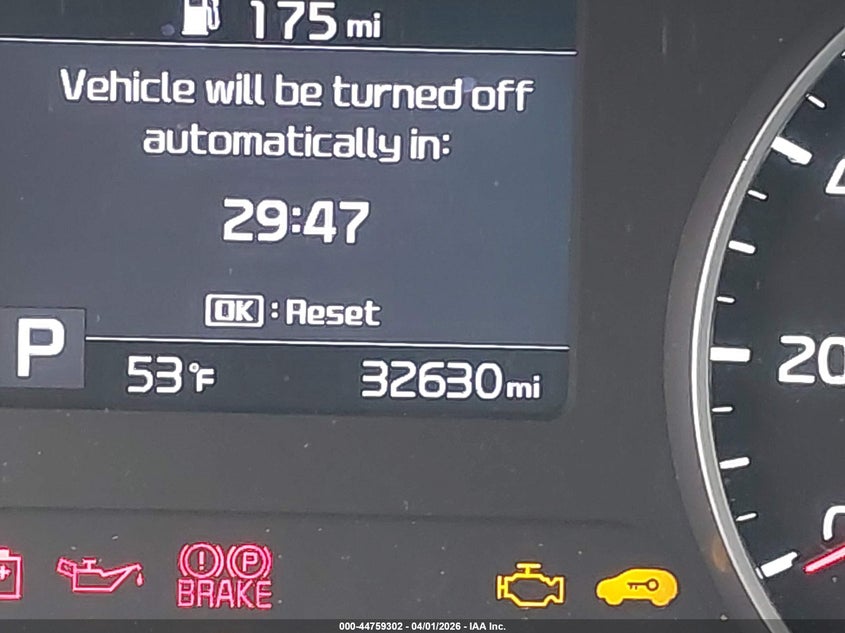 175 mi
Vehicle will be turned off
automatically in:
29:47
OK : Reset
P
53°F 32630 mi
20
BRAKE
000-44759302 - 04/01/2026 - IAA Inc.